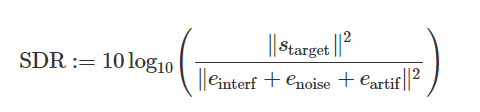 SDR := 10 log₁₀ ( ‖s_target‖² / ‖e_interf + e_noise + e_artif‖² )